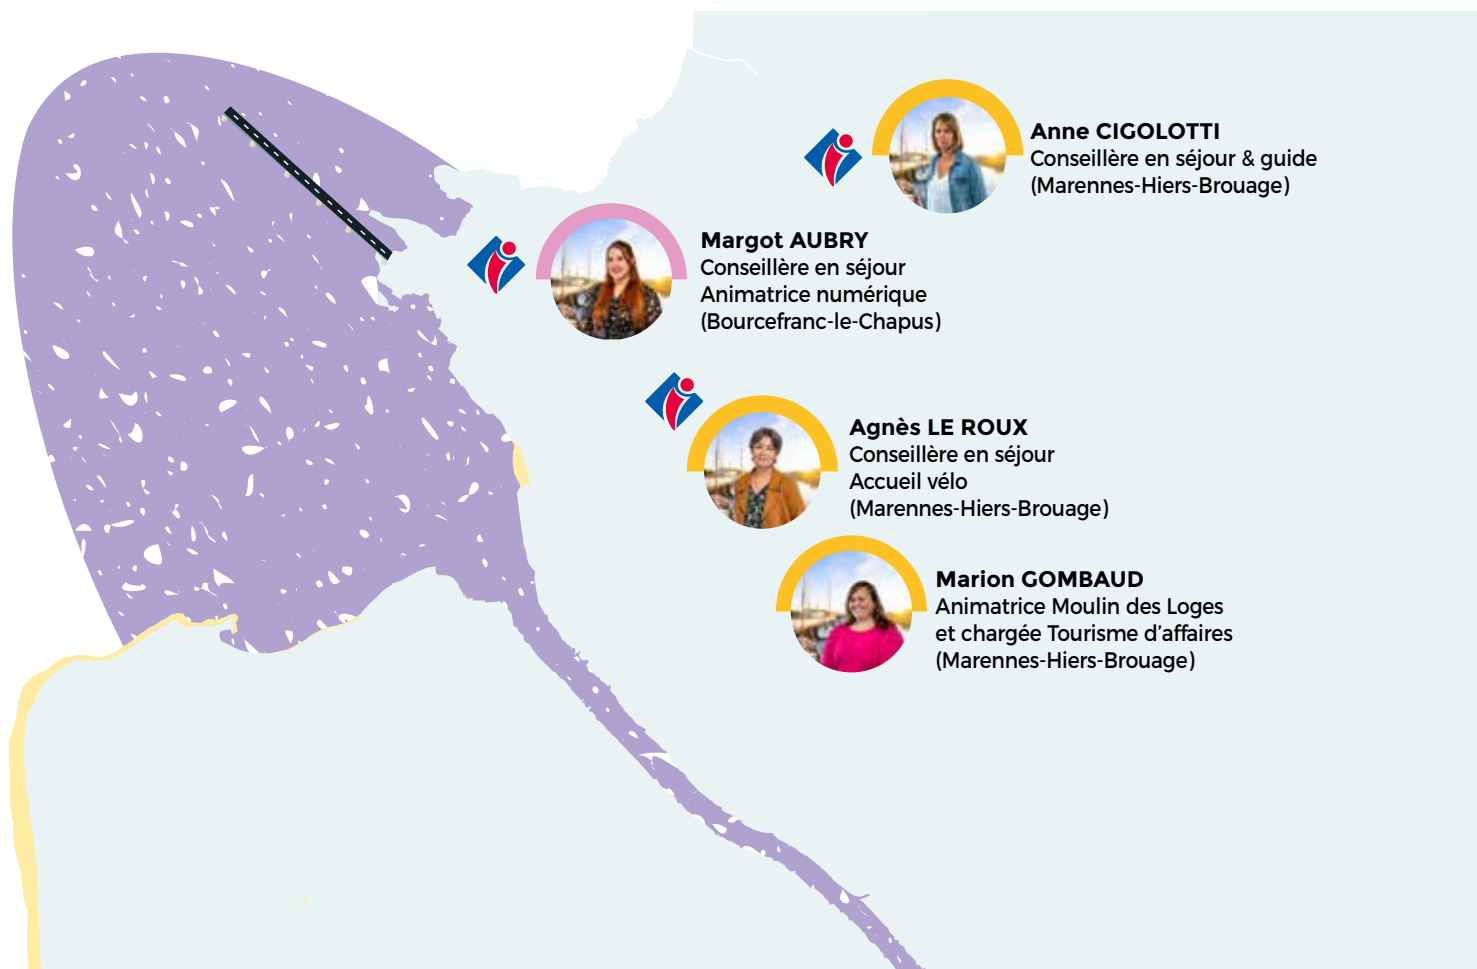 Anne CIGOLOTTI
Conseillère en séjour & guide
(Marennes-Hiers-Brouage)
Margot AUBRY
Conseillère en séjour
Animatrice numérique
(Bourcefranc-le-Chapus)
Agnès LE ROUX
Conseillère en séjour
Accueil vélo
(Marennes-Hiers-Brouage)
Marion GOMBAUD
Animatrice Moulin des Loges
et chargée Tourisme d’affaires
(Marennes-Hiers-Brouage)